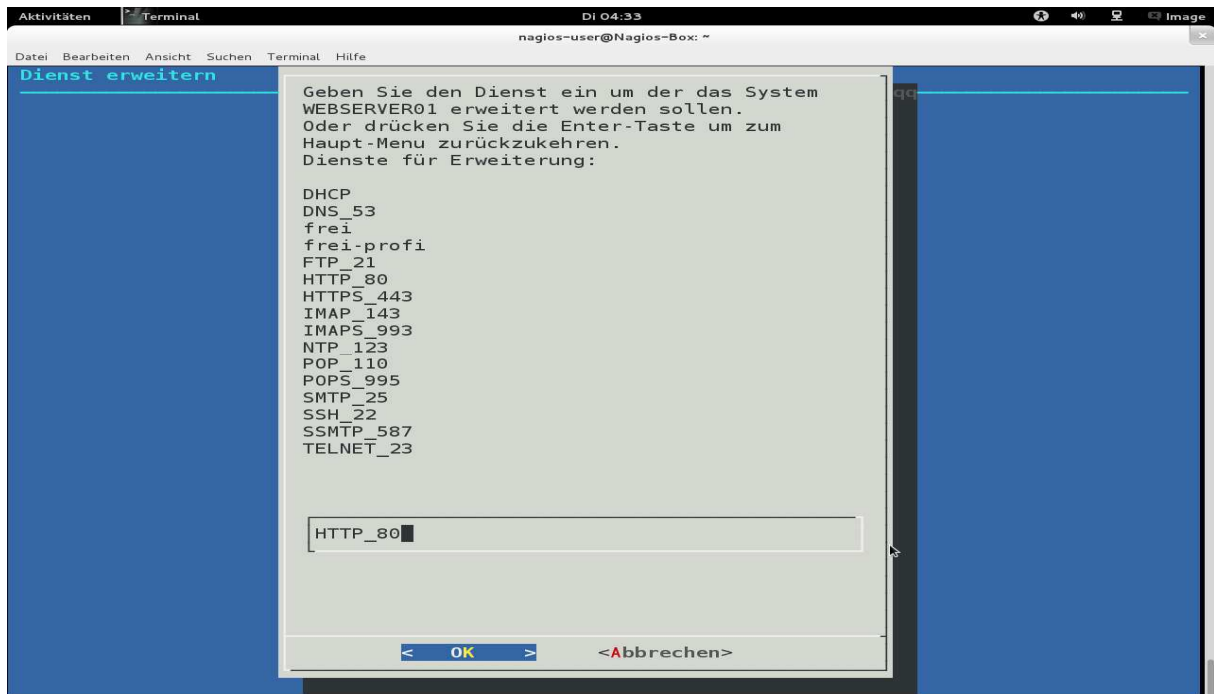 Aktivitäten Terminal Di 04:33 Image
nagios-user@Nagios-Box: ~
Datei Bearbeiten Ansicht Suchen Terminal Hilfe
Dienst erweitern
qq
Geben Sie den Dienst ein um der das System
WEBSERVER01 erweitert werden sollen.
Oder drücken Sie die Enter-Taste um zum
Haupt-Menu zurückzukehren.
Dienste für Erweiterung:
DHCP
DNS_53
frei
frei-profi
FTP_21
HTTP_80
HTTPS_443
IMAP_143
IMAPS_993
NTP_123
POP_110
POPS_995
SMTP_25
SSH_22
SSMTP_587
TELNET_23
HTTP_80
< OK > <Abbrechen>